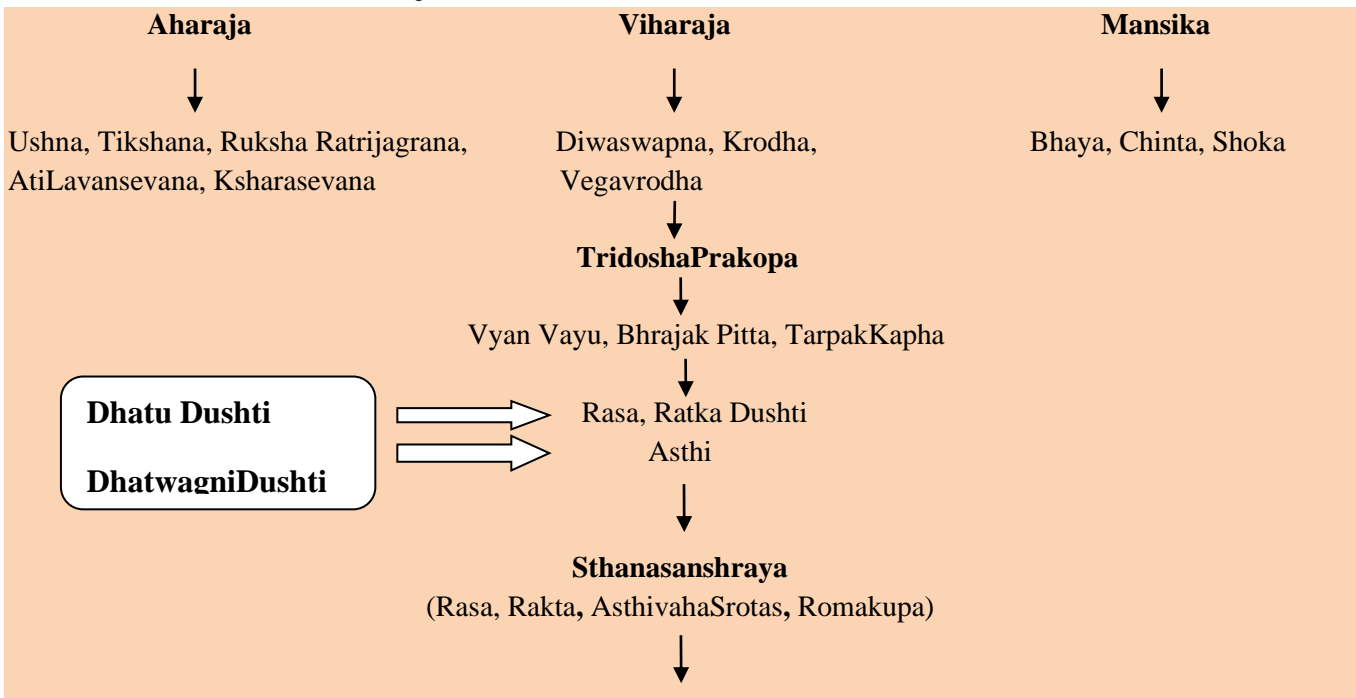 Aharaja
Viharaja
Mansika
Ushna, Tikshana, Ruksha Ratrijagrana,
AtiLavansevana, Ksharasevana
Diwaswapna, Krodha,
Vegavrodha
Bhaya, Chinta, Shoka
TridoshaPrakopa
Vyan Vayu, Bhrajak Pitta, TarpakKapha
Dhatu Dushti
DhatwagniDushti
Rasa, Ratka Dushti
Asthi
Sthanasanshraya
(Rasa, Rakta, AsthivahaSrotas, Romakupa)